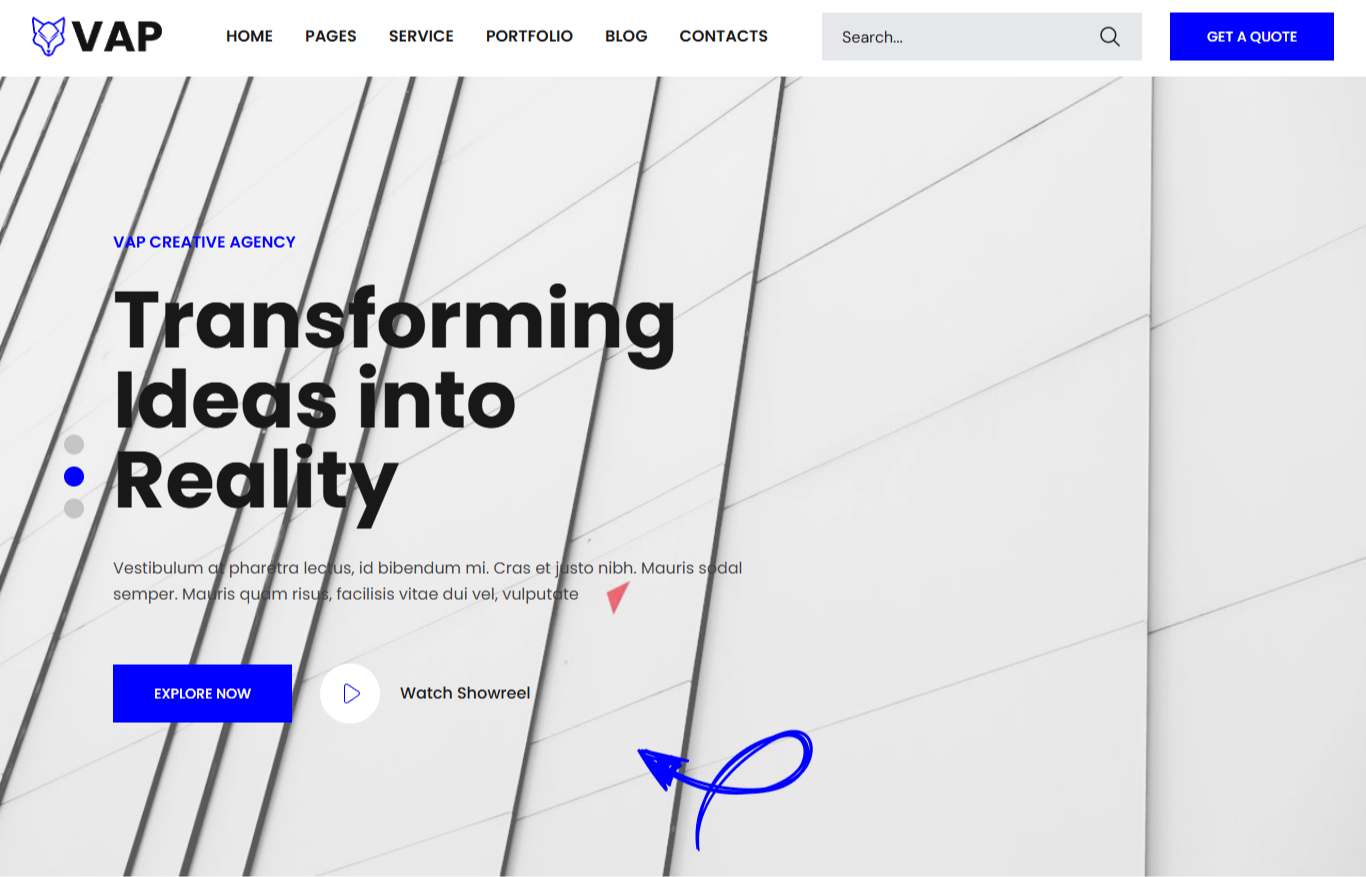 VAP
HOME PAGES SERVICE PORTFOLIO BLOG CONTACTS
Search...
GET A QUOTE
VAP CREATIVE AGENCY
Transforming
Ideas into
Reality
Vestibulum at pharetra lectus, id bibendum mi. Cras et justo nibh. Mauris sodal
semper. Mauris quam risus, facilisis vitae dui vel, vulputate
EXPLORE NOW
Watch Showreel